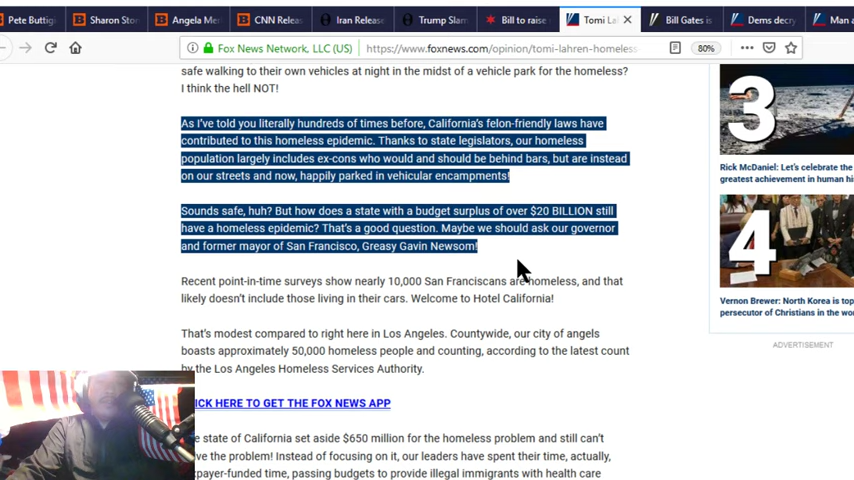 Pete Buttig
Sharon Ston
Angela Mer
CNN Releas
Iran Release
Trump Slam
Bill to raise
Tomi La
Bill Gates is
Dems decry
Man a
Fox News Network, LLC (US)
https://www.foxnews.com/opinion/tomi-lahren-homeless
80%
safe walking to their own vehicles at night in the midst of a vehicle park for the homeless?
I think the hell NOT!
As I've told you literally hundreds of times before, California's felon-friendly laws have
contributed to this homeless epidemic. Thanks to state legislators, our homeless
population largely includes ex-cons who would and should be behind bars, but are instead
on our streets and now, happily parked in vehicular encampments!
Sounds safe, huh? But how does a state with a budget surplus of over $20 BILLION still
have a homeless epidemic? That's a good question. Maybe we should ask our governor
and former mayor of San Francisco, Greasy Gavin Newsom!
Recent point-in-time surveys show nearly 10,000 San Franciscans are homeless, and that
likely doesn't include those living in their cars. Welcome to Hotel California!
That's modest compared to right here in Los Angeles. Countywide, our city of angels
boasts approximately 50,000 homeless people and counting, according to the latest count
by the Los Angeles Homeless Services Authority.
ICK HERE TO GET THE FOX NEWS APP
e state of California set aside $650 million for the homeless problem and still can't
ve the problem! Instead of focusing on it, our leaders have spent their time, actually,
payer-funded time, passing budgets to provide illegal immigrants with health care
3
Rick McDaniel: Let's celebrate the
greatest achievement in human his
4
Vernon Brewer: North Korea is top
persecutor of Christians in the wo
ADVERTISEMENT